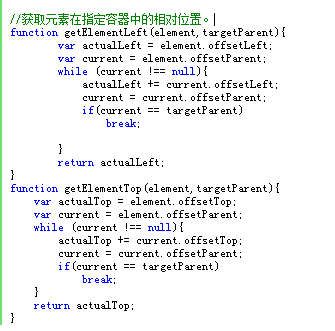 //获取元素在指定容器中的相对位置。
function getElementLeft(element,targetParent){
        var actualLeft = element.offsetLeft;
        var current = element.offsetParent;
        while (current !== null){
            actualLeft += current.offsetLeft;
            current = current.offsetParent;
            if(current == targetParent)
                break;

        }
        return actualLeft;
}
function getElementTop(element,targetParent){
    var actualTop = element.offsetTop;
    var current = element.offsetParent;
    while (current !== null){
        actualTop += current.offsetTop;
        current = current.offsetParent;
        if(current == targetParent)
            break;
    }
    return actualTop;
}